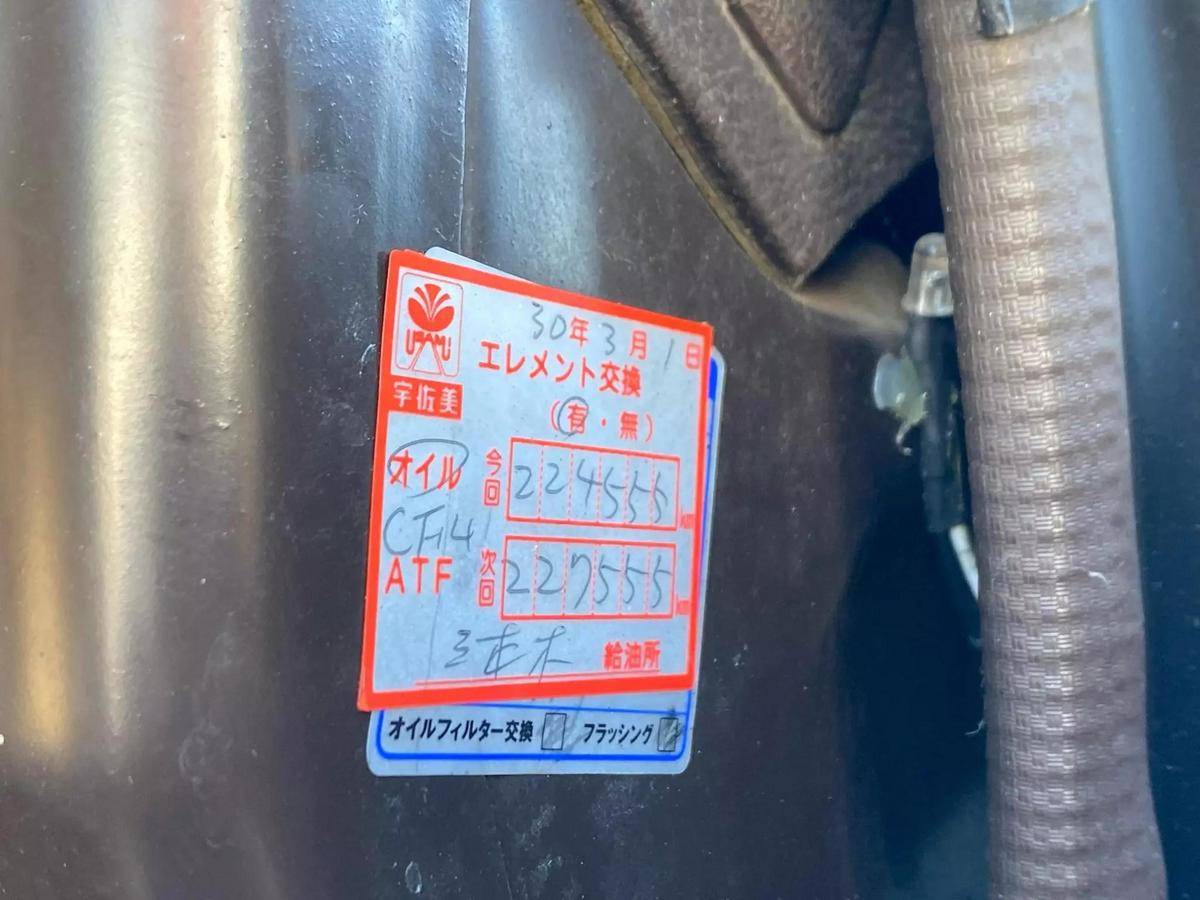 30年3月1日
USAMI
宇佐美
エレメント交換
(有・無)
オイル
今回 224555 km
CF4
ATF
次回 227555 km
給油所
オイルフィルター交換 フラッシング